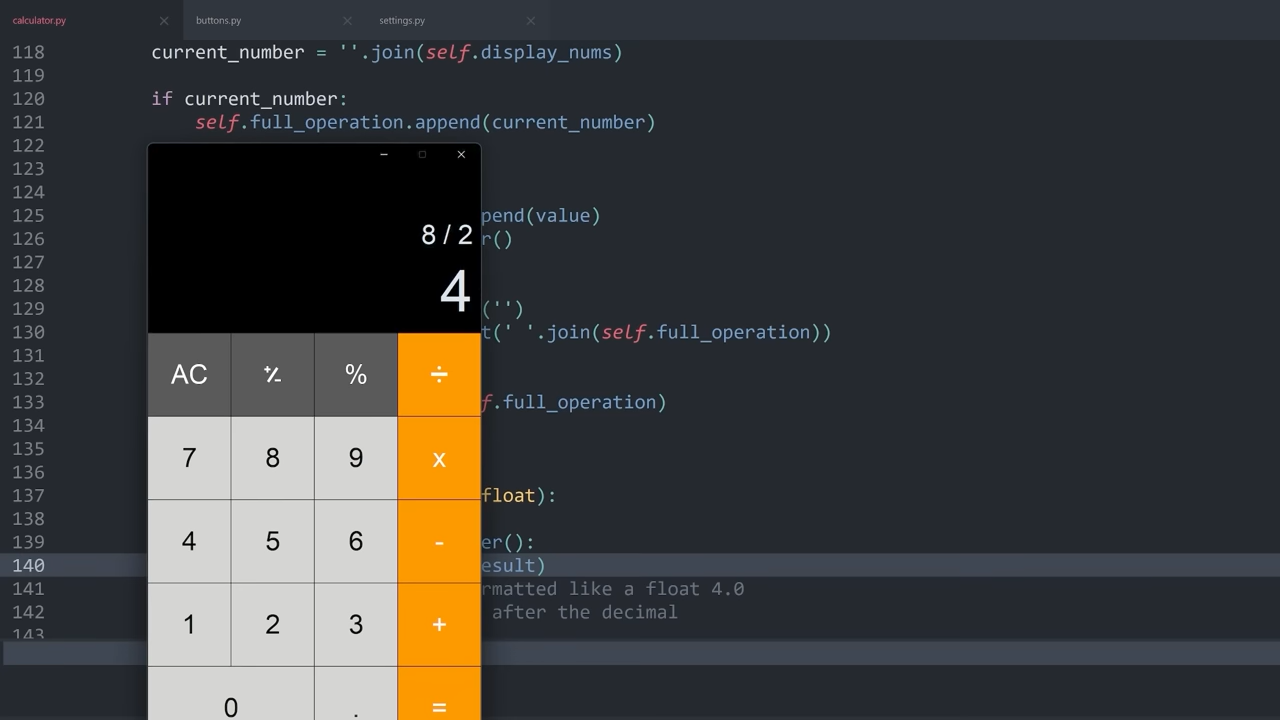 calculator.py buttons.py settings.py
118 current_number = ''.join(self.display_nums)
119
120 if current_number:
121 self.full_operation.append(current_number)
122
123
124
125 pend(value)
126 r()
127
128
129 ('')
130 t(' '.join(self.full_operation))
131
132
133 f.full_operation)
134
135
136
137 float):
138
139 er():
140 esult)
141 rmatted like a float 4.0
142 after the decimal
143
8 / 2
4
AC +/- % ÷
7 8 9 x
4 5 6 -
1 2 3 +
0 . =